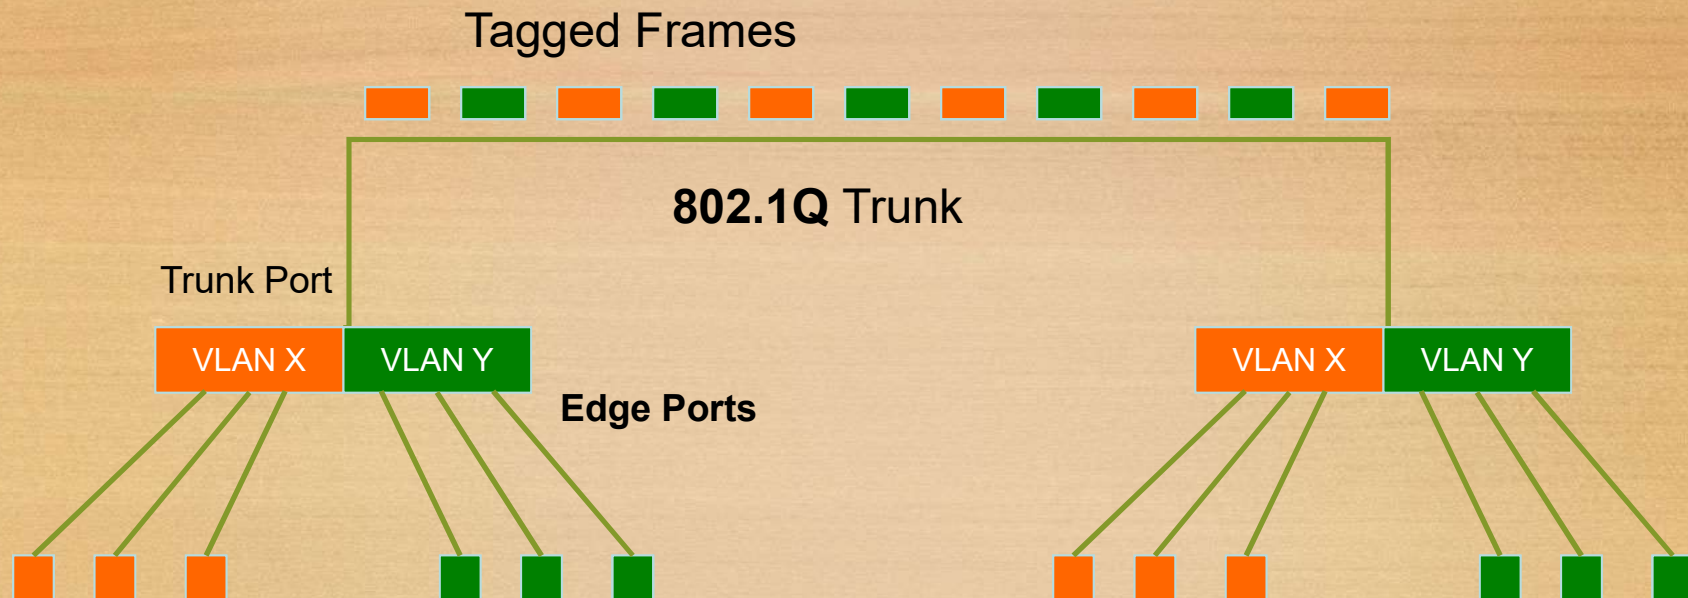 Tagged Frames
802.1Q Trunk
Trunk Port
VLAN X
VLAN Y
VLAN X
VLAN Y
Edge Ports